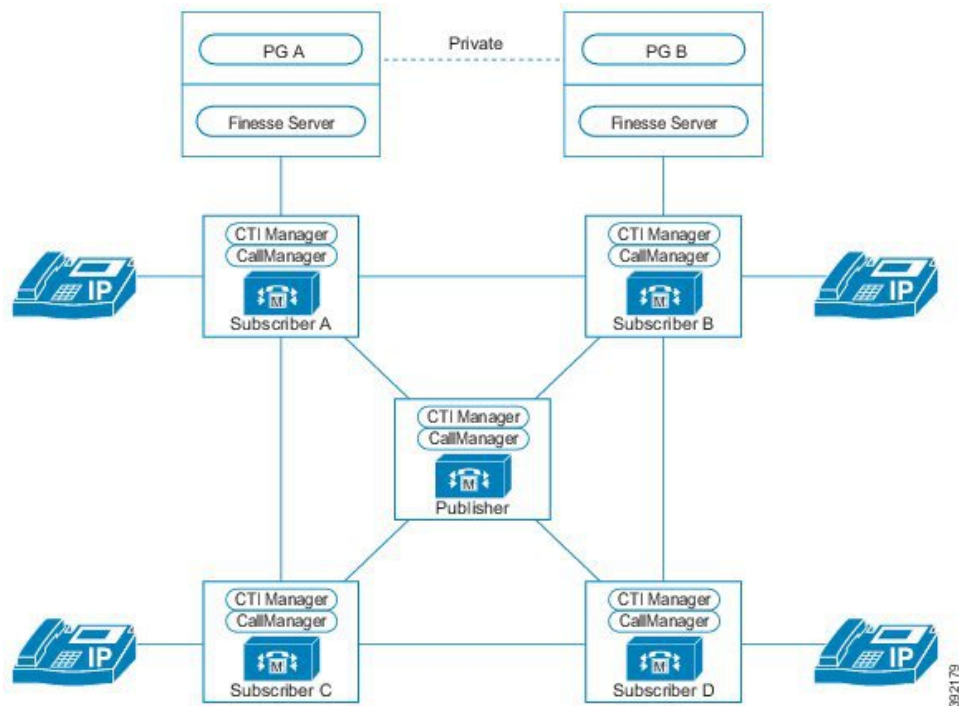 PG A
Private
PG B
Finesse Server
Finesse Server
CTI Manager
CallManager
M
Subscriber A
IP
CTI Manager
CallManager
M
Subscriber B
IP
CTI Manager
CallManager
M
Publisher
CTI Manager
CallManager
M
Subscriber C
IP
CTI Manager
CallManager
M
Subscriber D
IP
392179